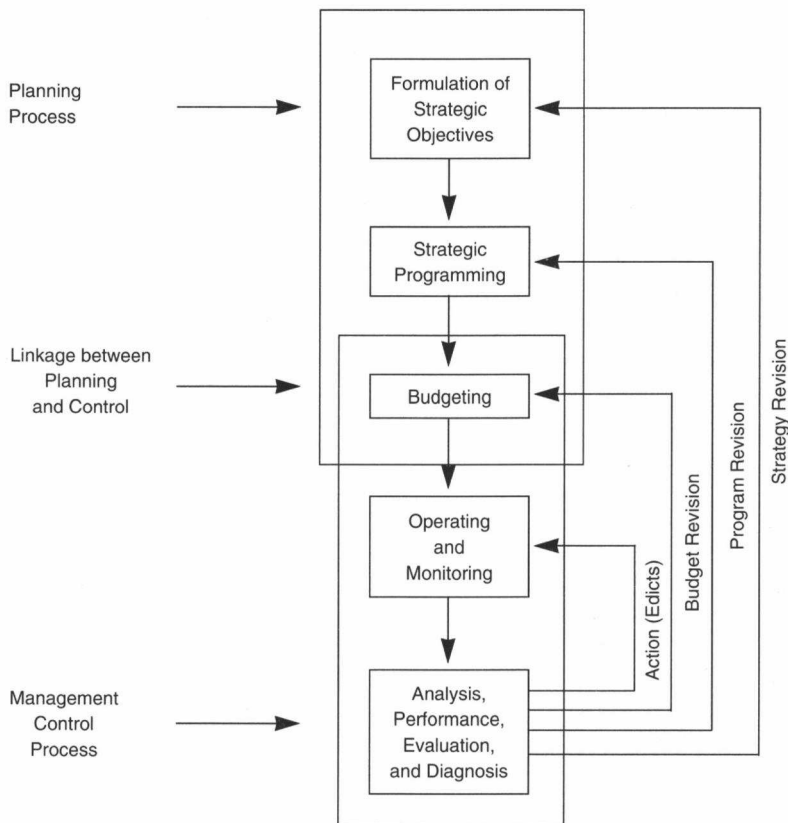 Planning
Process
Formulation of
Strategic
Objectives
Strategic
Programming
Linkage between
Planning
and Control
Budgeting
Operating
and
Monitoring
Management
Control
Process
Analysis,
Performance,
Evaluation,
and Diagnosis
Action (Edicts)
Budget Revision
Program Revision
Strategy Revision